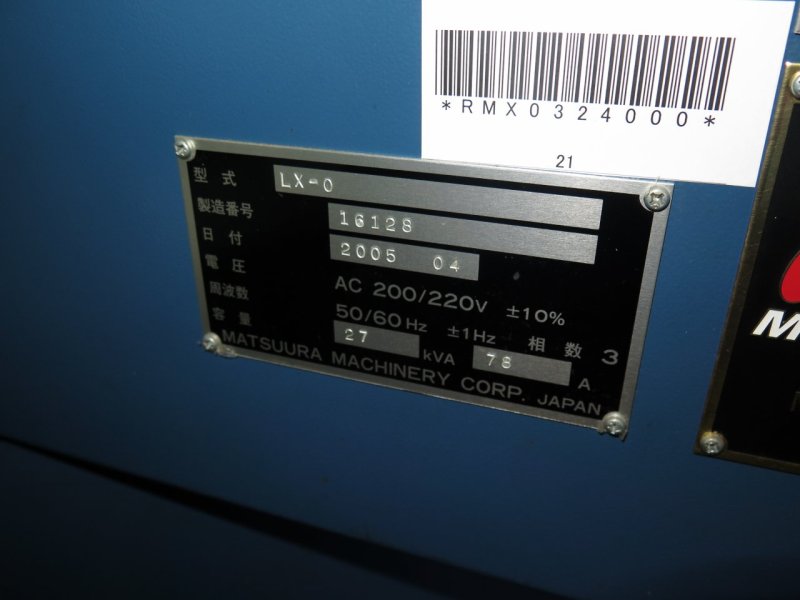 *RMX0324000*
21
型式 LX-0
製造番号 16128
日付 2005 04
電圧 AC 200/220V ±10%
周波数 50/60Hz ±1Hz 相数 3
容量 27 kVA 78 A
MATSUURA MACHINERY CORP. JAPAN
M